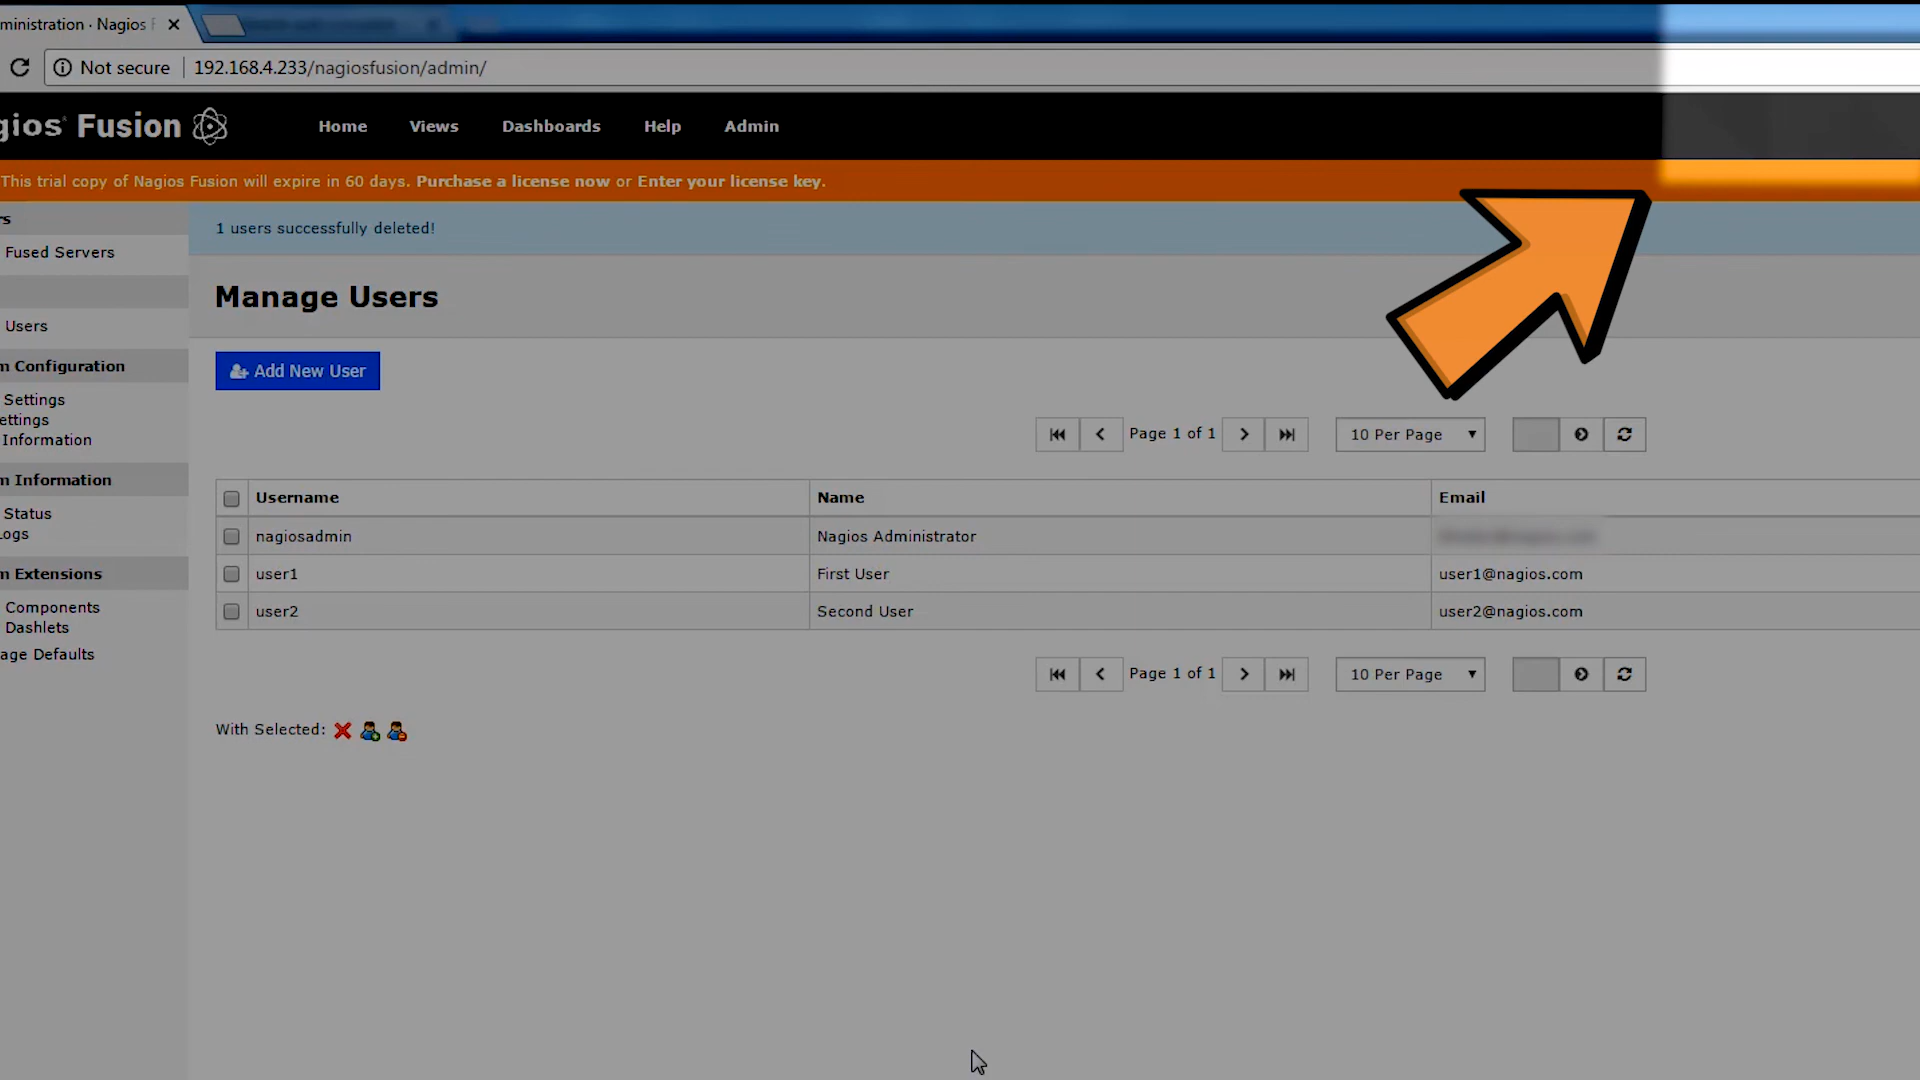 ministration · Nagios F
Not secure 192.168.4.233/nagiosfusion/admin/
gios Fusion Home Views Dashboards Help Admin
This trial copy of Nagios Fusion will expire in 60 days. Purchase a license now or Enter your license key.
rs
1 users successfully deleted!
Fused Servers
Manage Users
Users
m Configuration
Add New User
Settings
ettings
Information
Page 1 of 1 10 Per Page
m Information
Username Name Email
Status
Logs
nagiosadmin Nagios Administrator
m Extensions
user1 First User user1@nagios.com
Components
user2 Second User user2@nagios.com
Dashlets
age Defaults
Page 1 of 1 10 Per Page
With Selected: